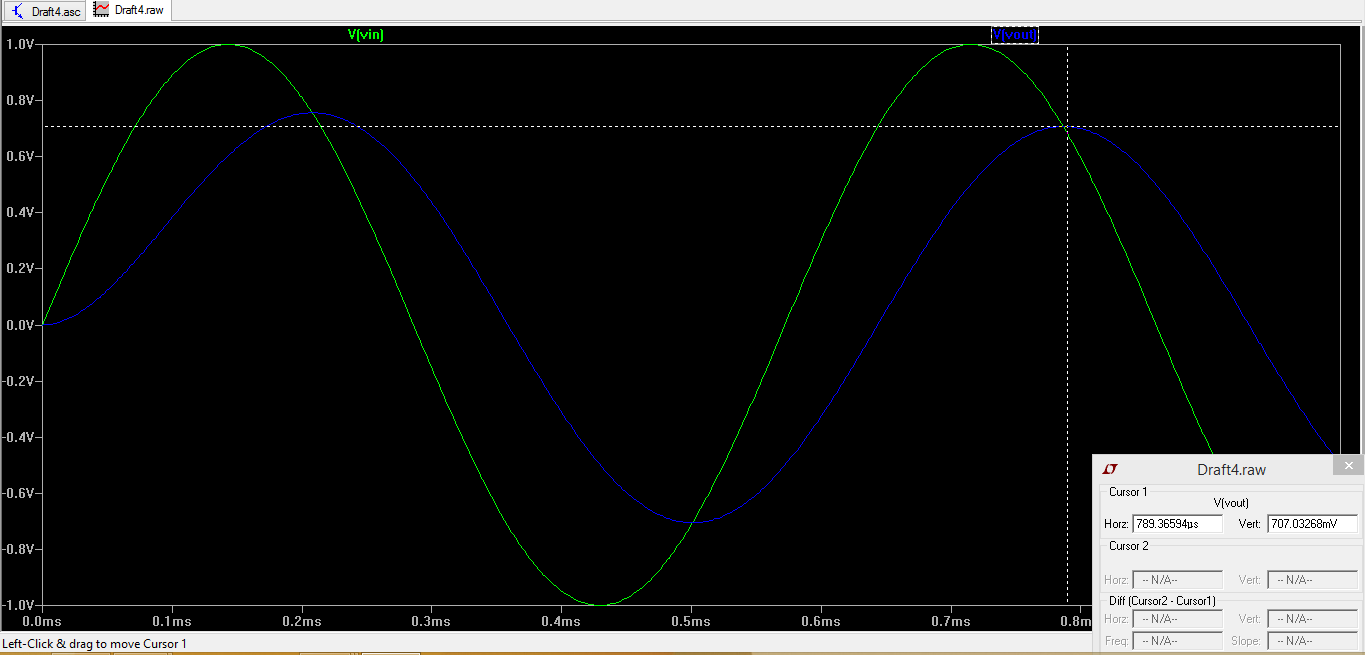 Draft4.asc Draft4.raw
V(vin) V(vout)
1.0V
0.8V
0.6V
0.4V
0.2V
0.0V
-0.2V
-0.4V
-0.6V
-0.8V
-1.0V
0.0ms 0.1ms 0.2ms 0.3ms 0.4ms 0.5ms 0.6ms 0.7ms 0.8m
Draft4.raw
Cursor 1
V(vout)
Horz: 789.36594µs Vert: 707.03268mV
Cursor 2
Horz: -- N/A-- Vert: -- N/A--
Diff (Cursor2 - Cursor1)
Horz: -- N/A-- Vert: -- N/A--
Freq: -- N/A-- Slope: -- N/A--
Left-Click & drag to move Cursor 1